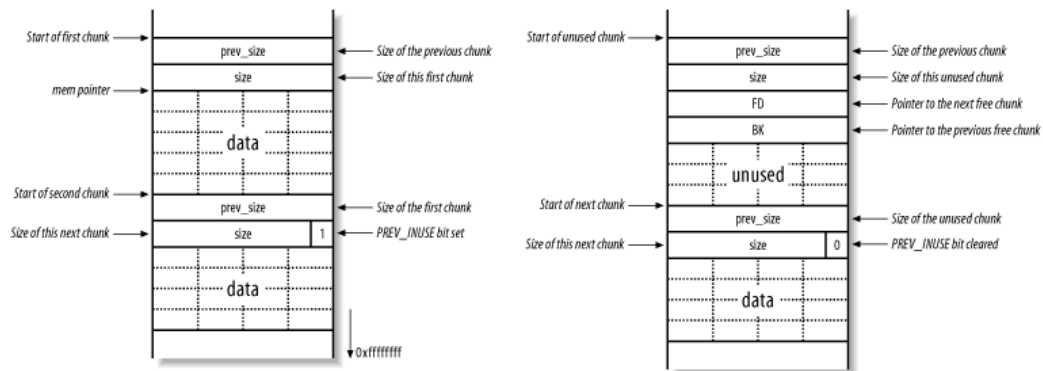 Start of first chunk
prev_size
Size of the previous chunk
size
Size of this first chunk
mem pointer
data
Start of second chunk
prev_size
Size of the first chunk
Size of this next chunk
size
1
PREV_INUSE bit set
data
0xffffffff
Start of unused chunk
prev_size
Size of the previous chunk
size
Size of this unused chunk
FD
Pointer to the next free chunk
BK
Pointer to the previous free chunk
unused
Start of next chunk
prev_size
Size of the unused chunk
Size of this next chunk
size
0
PREV_INUSE bit cleared
data